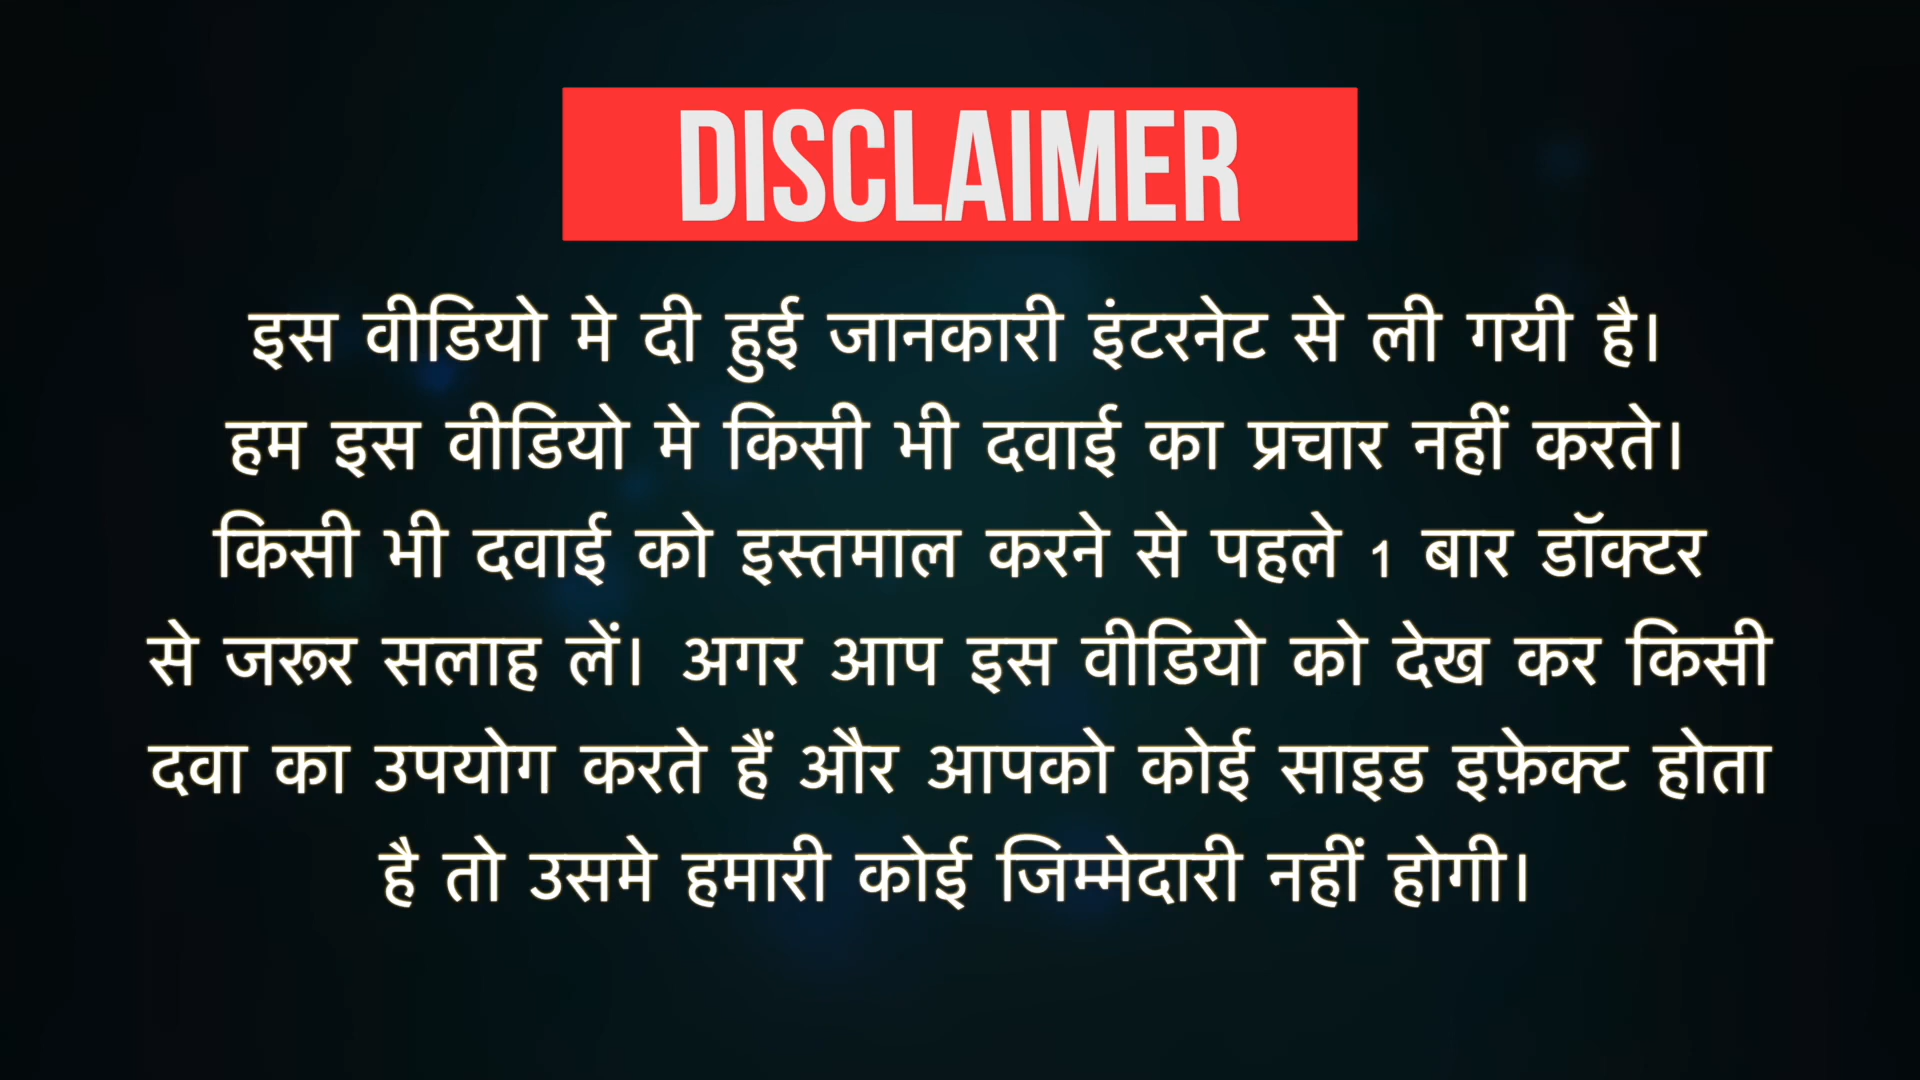 DISCLAIMER
इस वीडियो मे दी हुई जानकारी इंटरनेट से ली गयी है।
हम इस वीडियो मे किसी भी दवाई का प्रचार नहीं करते।
किसी भी दवाई को इस्तमाल करने से पहले 1 बार डॉक्टर
से जरूर सलाह लें। अगर आप इस वीडियो को देख कर किसी
दवा का उपयोग करते हैं और आपको कोई साइड इफ़ेक्ट होता
है तो उसमे हमारी कोई जिम्मेदारी नहीं होगी।